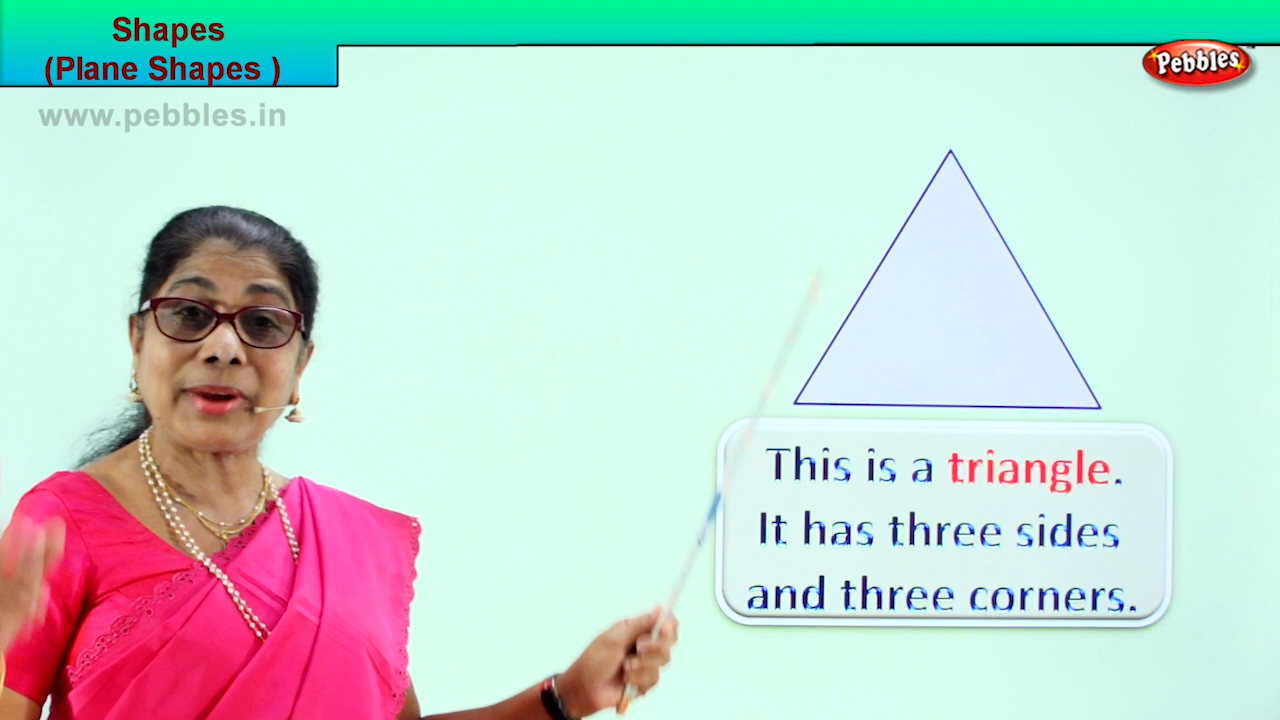 Shapes
(Plane Shapes )
www.pebbles.in
Pebbles
This is a triangle.
It has three sides
and three corners.